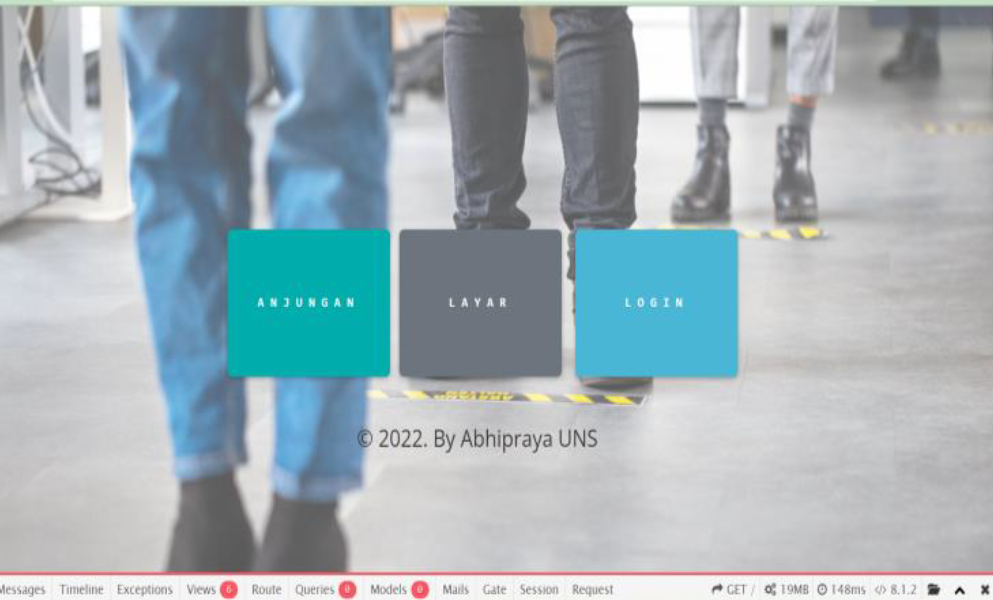 ANJUNGAN LAYAR LOGIN
© 2022. By Abhipraya UNS
Messages Timeline Exceptions Views 6 Route Queries 0 Models 0 Mails Gate Session Request GET / 19MB 148ms 8.1.2